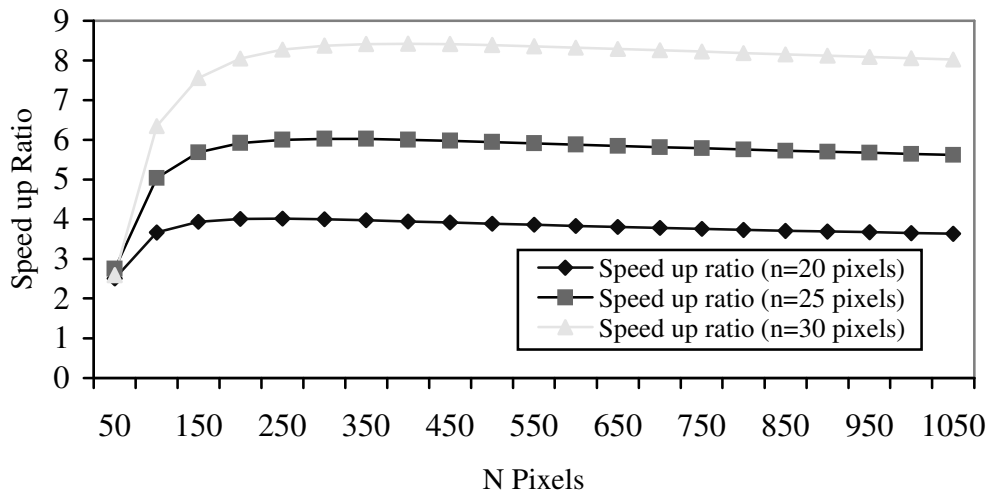 9
8
7
6
5
4
3
2
1
0
Speed up Ratio
Speed up ratio (n=20 pixels)
Speed up ratio (n=25 pixels)
Speed up ratio (n=30 pixels)
50 150 250 350 450 550 650 750 850 950 1050
N Pixels